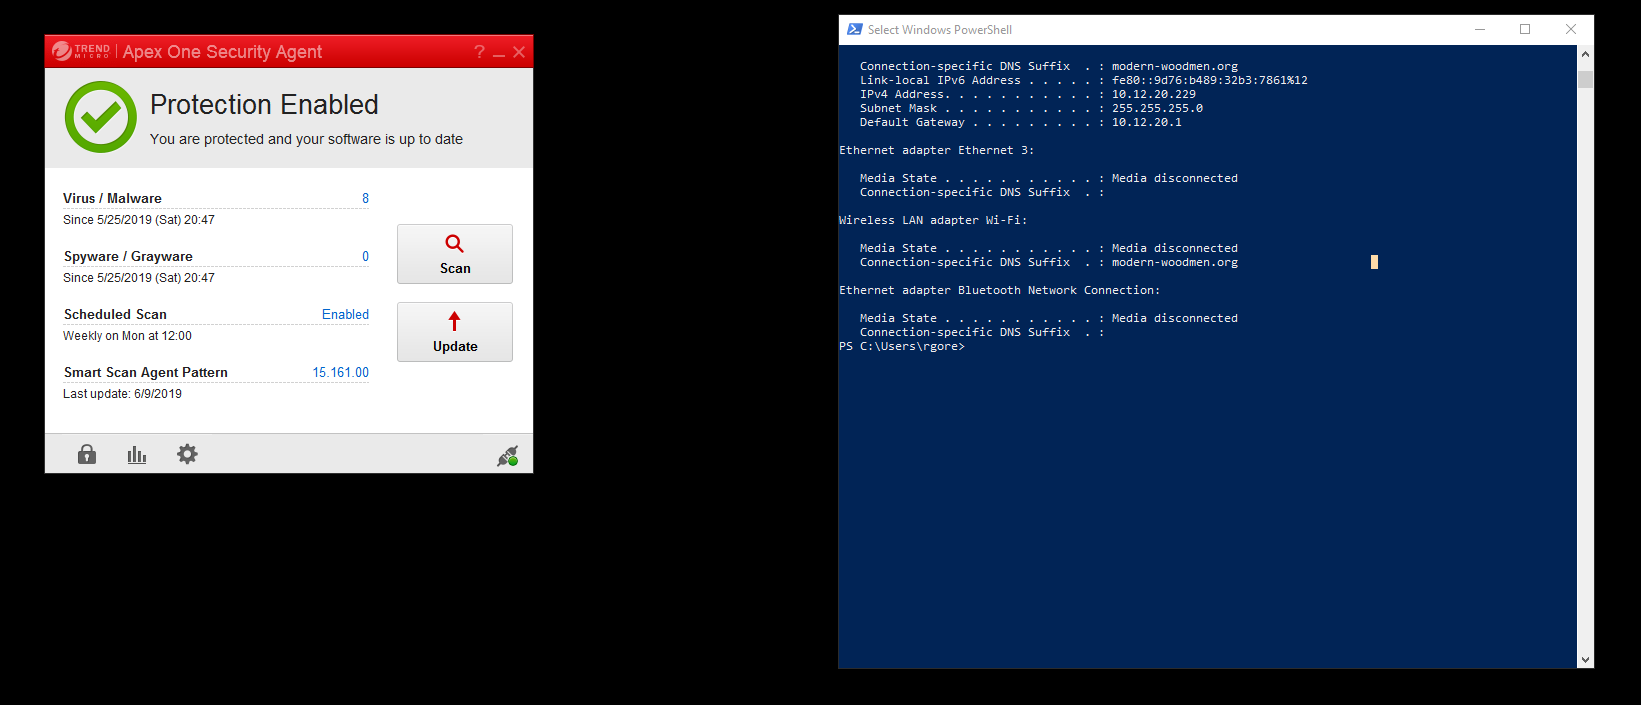 TREND MICRO Apex One Security Agent ?
Protection Enabled
You are protected and your software is up to date
Virus / Malware 8
Since 5/25/2019 (Sat) 20:47
Spyware / Grayware 0
Since 5/25/2019 (Sat) 20:47
Scheduled Scan Enabled
Weekly on Mon at 12:00
Smart Scan Agent Pattern 15.161.00
Last update: 6/9/2019
Scan
Update
Select Windows PowerShell
Connection-specific DNS Suffix  . : modern-woodmen.org
Link-local IPv6 Address . . . . . : fe80::9d76:b489:32b3:7861%12
IPv4 Address. . . . . . . . . . . : 10.12.20.229
Subnet Mask . . . . . . . . . . . : 255.255.255.0
Default Gateway . . . . . . . . . : 10.12.20.1
Ethernet adapter Ethernet 3:
Media State . . . . . . . . . . . : Media disconnected
Connection-specific DNS Suffix  . :
Wireless LAN adapter Wi-Fi:
Media State . . . . . . . . . . . : Media disconnected
Connection-specific DNS Suffix  . : modern-woodmen.org
Ethernet adapter Bluetooth Network Connection:
Media State . . . . . . . . . . . : Media disconnected
Connection-specific DNS Suffix  . :
PS C:\Users\rgore>